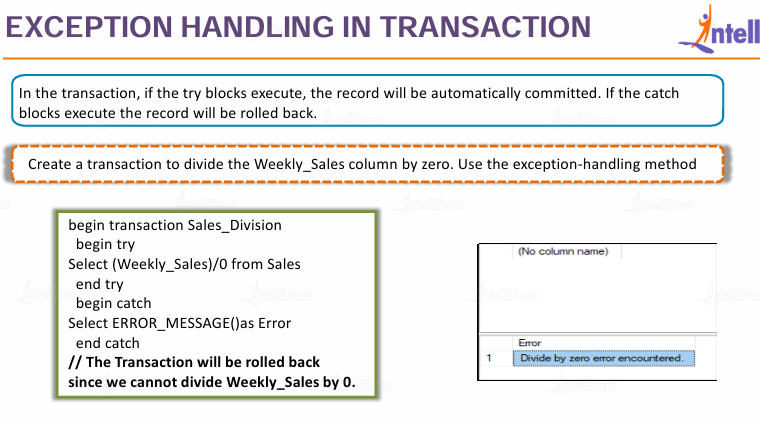 EXCEPTION HANDLING IN TRANSACTION
ntell
In the transaction, if the try blocks execute, the record will be automatically committed. If the catch
blocks execute the record will be rolled back.
Create a transaction to divide the Weekly_Sales column by zero. Use the exception-handling method
begin transaction Sales_Division
begin try
Select (Weekly_Sales)/0 from Sales
end try
begin catch
Select ERROR_MESSAGE()as Error
end catch
// The Transaction will be rolled back
since we cannot divide Weekly_Sales by 0.
(No column name)
Error
1 Divide by zero error encountered.